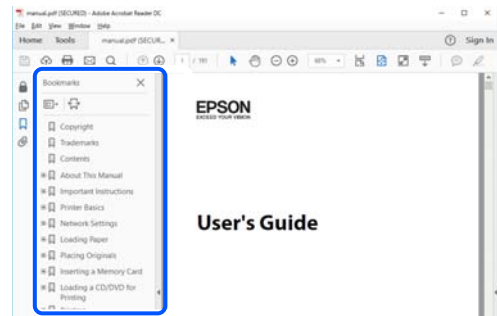 manual.pdf (SECURED) - Adobe Acrobat Reader DC
File Edit View Window Help
Home Tools manual.pdf (SECUR... × Sign In
Bookmarks
Copyright
Trademarks
Contents
About This Manual
Important Instructions
Printer Basics
Network Settings
Loading Paper
Placing Originals
Inserting a Memory Card
Loading a CD/DVD for
Printing
EPSON
EXCEED YOUR VISION
User's Guide